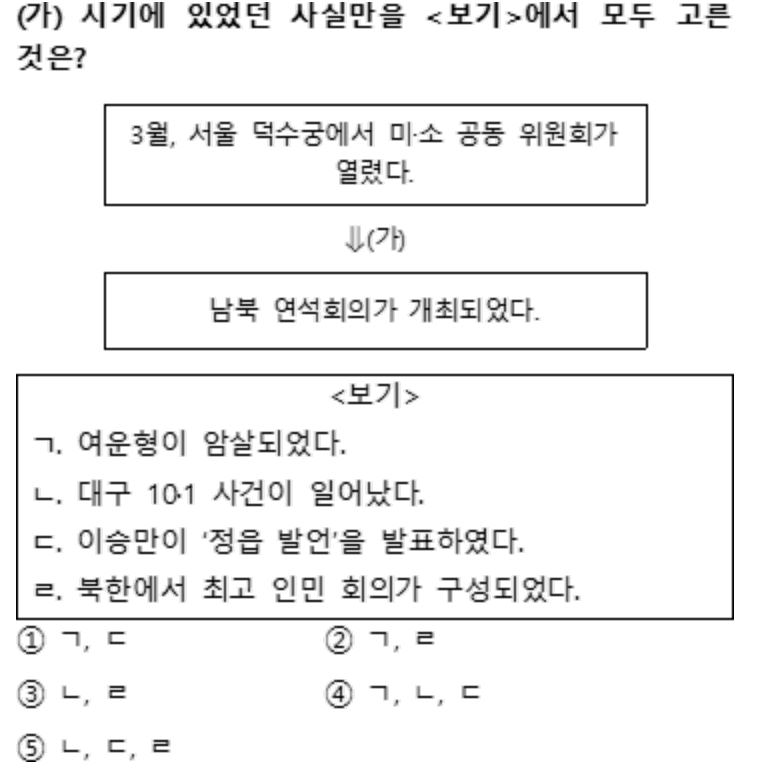 (가) 시기에 있었던 사실만을 <보기>에서 모두 고른
것은?
3월, 서울 덕수궁에서 미·소 공동 위원회가
열렸다.
⇓(가)
남북 연석회의가 개최되었다.
<보기>
ㄱ. 여운형이 암살되었다.
ㄴ. 대구 10·1 사건이 일어났다.
ㄷ. 이승만이 ‘정읍 발언’을 발표하였다.
ㄹ. 북한에서 최고 인민 회의가 구성되었다.
① ㄱ, ㄷ ② ㄱ, ㄹ
③ ㄴ, ㄹ ④ ㄱ, ㄴ, ㄷ
⑤ ㄴ, ㄷ, ㄹ